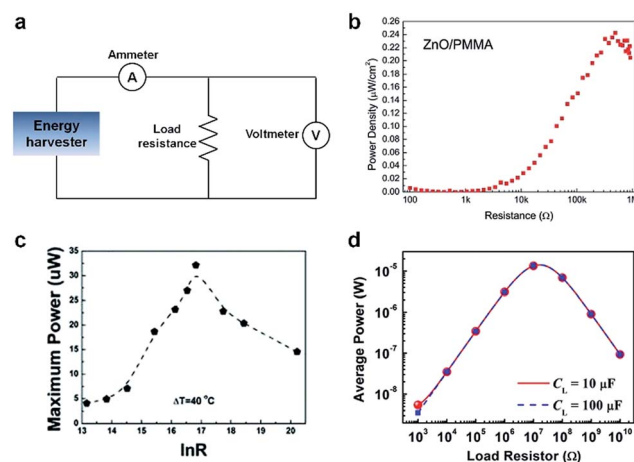 a
Ammeter
A
Energy
harvester
Load
resistance
Voltmeter
V
b
ZnO/PMMA
Power Density (μW/cm²)
0.26
0.24
0.22
0.20
0.18
0.16
0.14
0.12
0.10
0.08
0.06
0.04
0.02
0.00
100
1k
10k
100k
1M
Resistance (Ω)
c
Maximum Power (uW)
35
30
25
20
15
10
5
0
ΔT=40 °C
13 14 15 16 17 18 19 20
lnR
d
Average Power (W)
10⁻⁵
10⁻⁶
10⁻⁷
10⁻⁸
C_L = 10 μF
C_L = 100 μF
10³ 10⁴ 10⁵ 10⁶ 10⁷ 10⁸ 10⁹ 10¹⁰
Load Resistor (Ω)